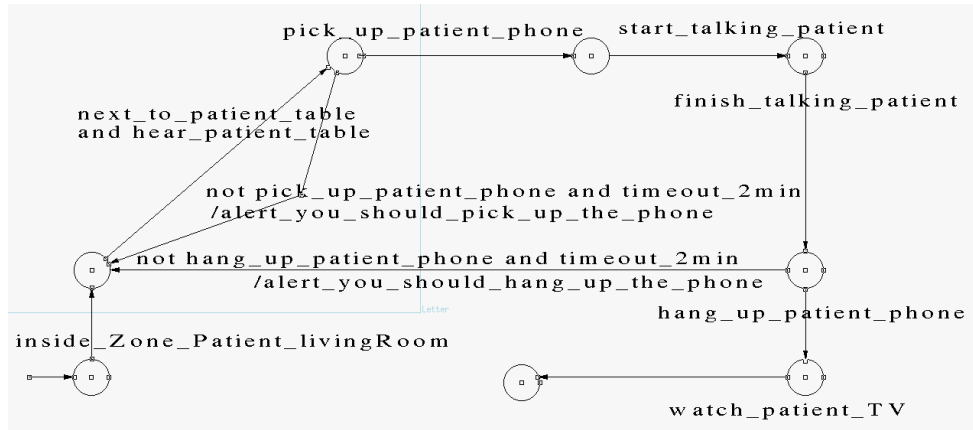 pick_up_patient_phone
start_talking_patient
finish_talking_patient
next_to_patient_table
and hear_patient_table
not pick_up_patient_phone and timeout_2min
/alert_you_should_pick_up_the_phone
not hang_up_patient_phone and timeout_2min
/alert_you_should_hang_up_the_phone
Letter
hang_up_patient_phone
inside_Zone_Patient_livingRoom
watch_patient_TV